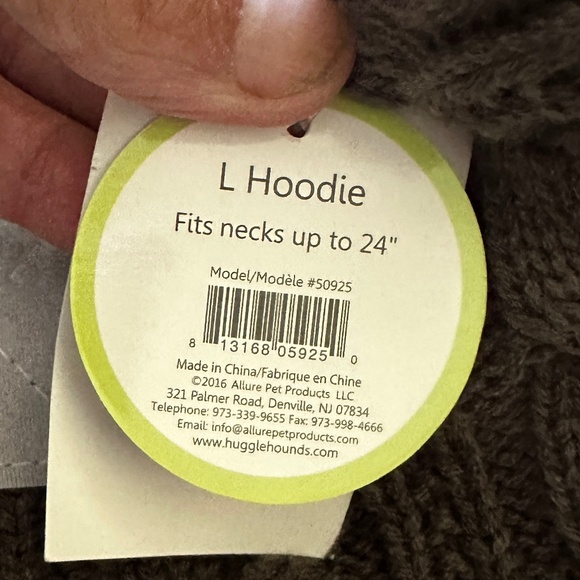 L Hoodie
Fits necks up to 24"
Model/Modèle #50925
8 13168 05925 0
Made in China/Fabrique en Chine
©2016 Allure Pet Products LLC
321 Palmer Road, Denville, NJ 07834
Telephone: 973-339-9655 Fax: 973-998-4666
Email: info@allurepetproducts.com
www.hugglehounds.com